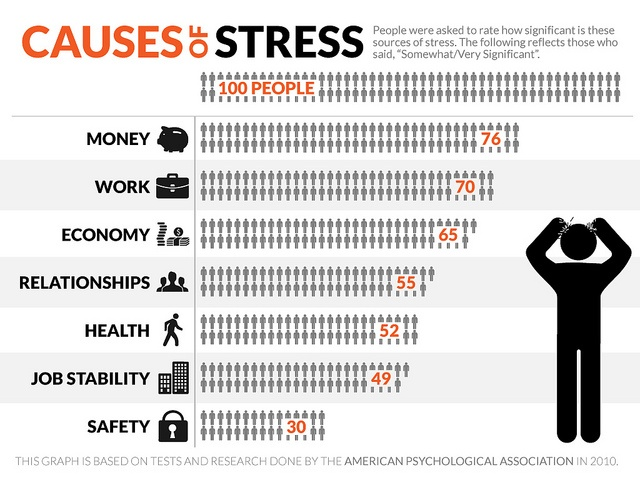 CAUSES OF STRESS
People were asked to rate how significant is these
sources of stress. The following reflects those who
said, “Somewhat/Very Significant”.
100 PEOPLE
MONEY 76
WORK 70
ECONOMY 65
RELATIONSHIPS 55
HEALTH 52
JOB STABILITY 49
SAFETY 30
THIS GRAPH IS BASED ON TESTS AND RESEARCH DONE BY THE AMERICAN PSYCHOLOGICAL ASSOCIATION IN 2010.